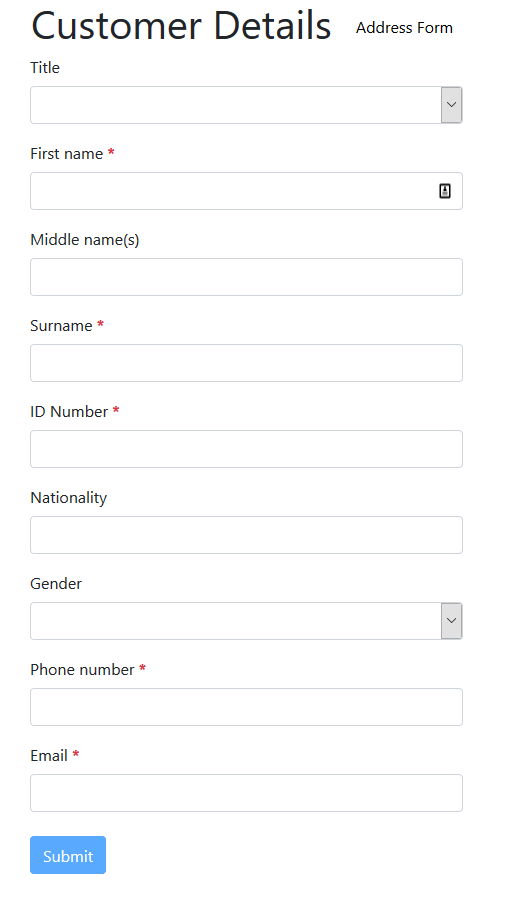 Customer Details Address Form
Title
First name *
Middle name(s)
Surname *
ID Number *
Nationality
Gender
Phone number *
Email *
Submit